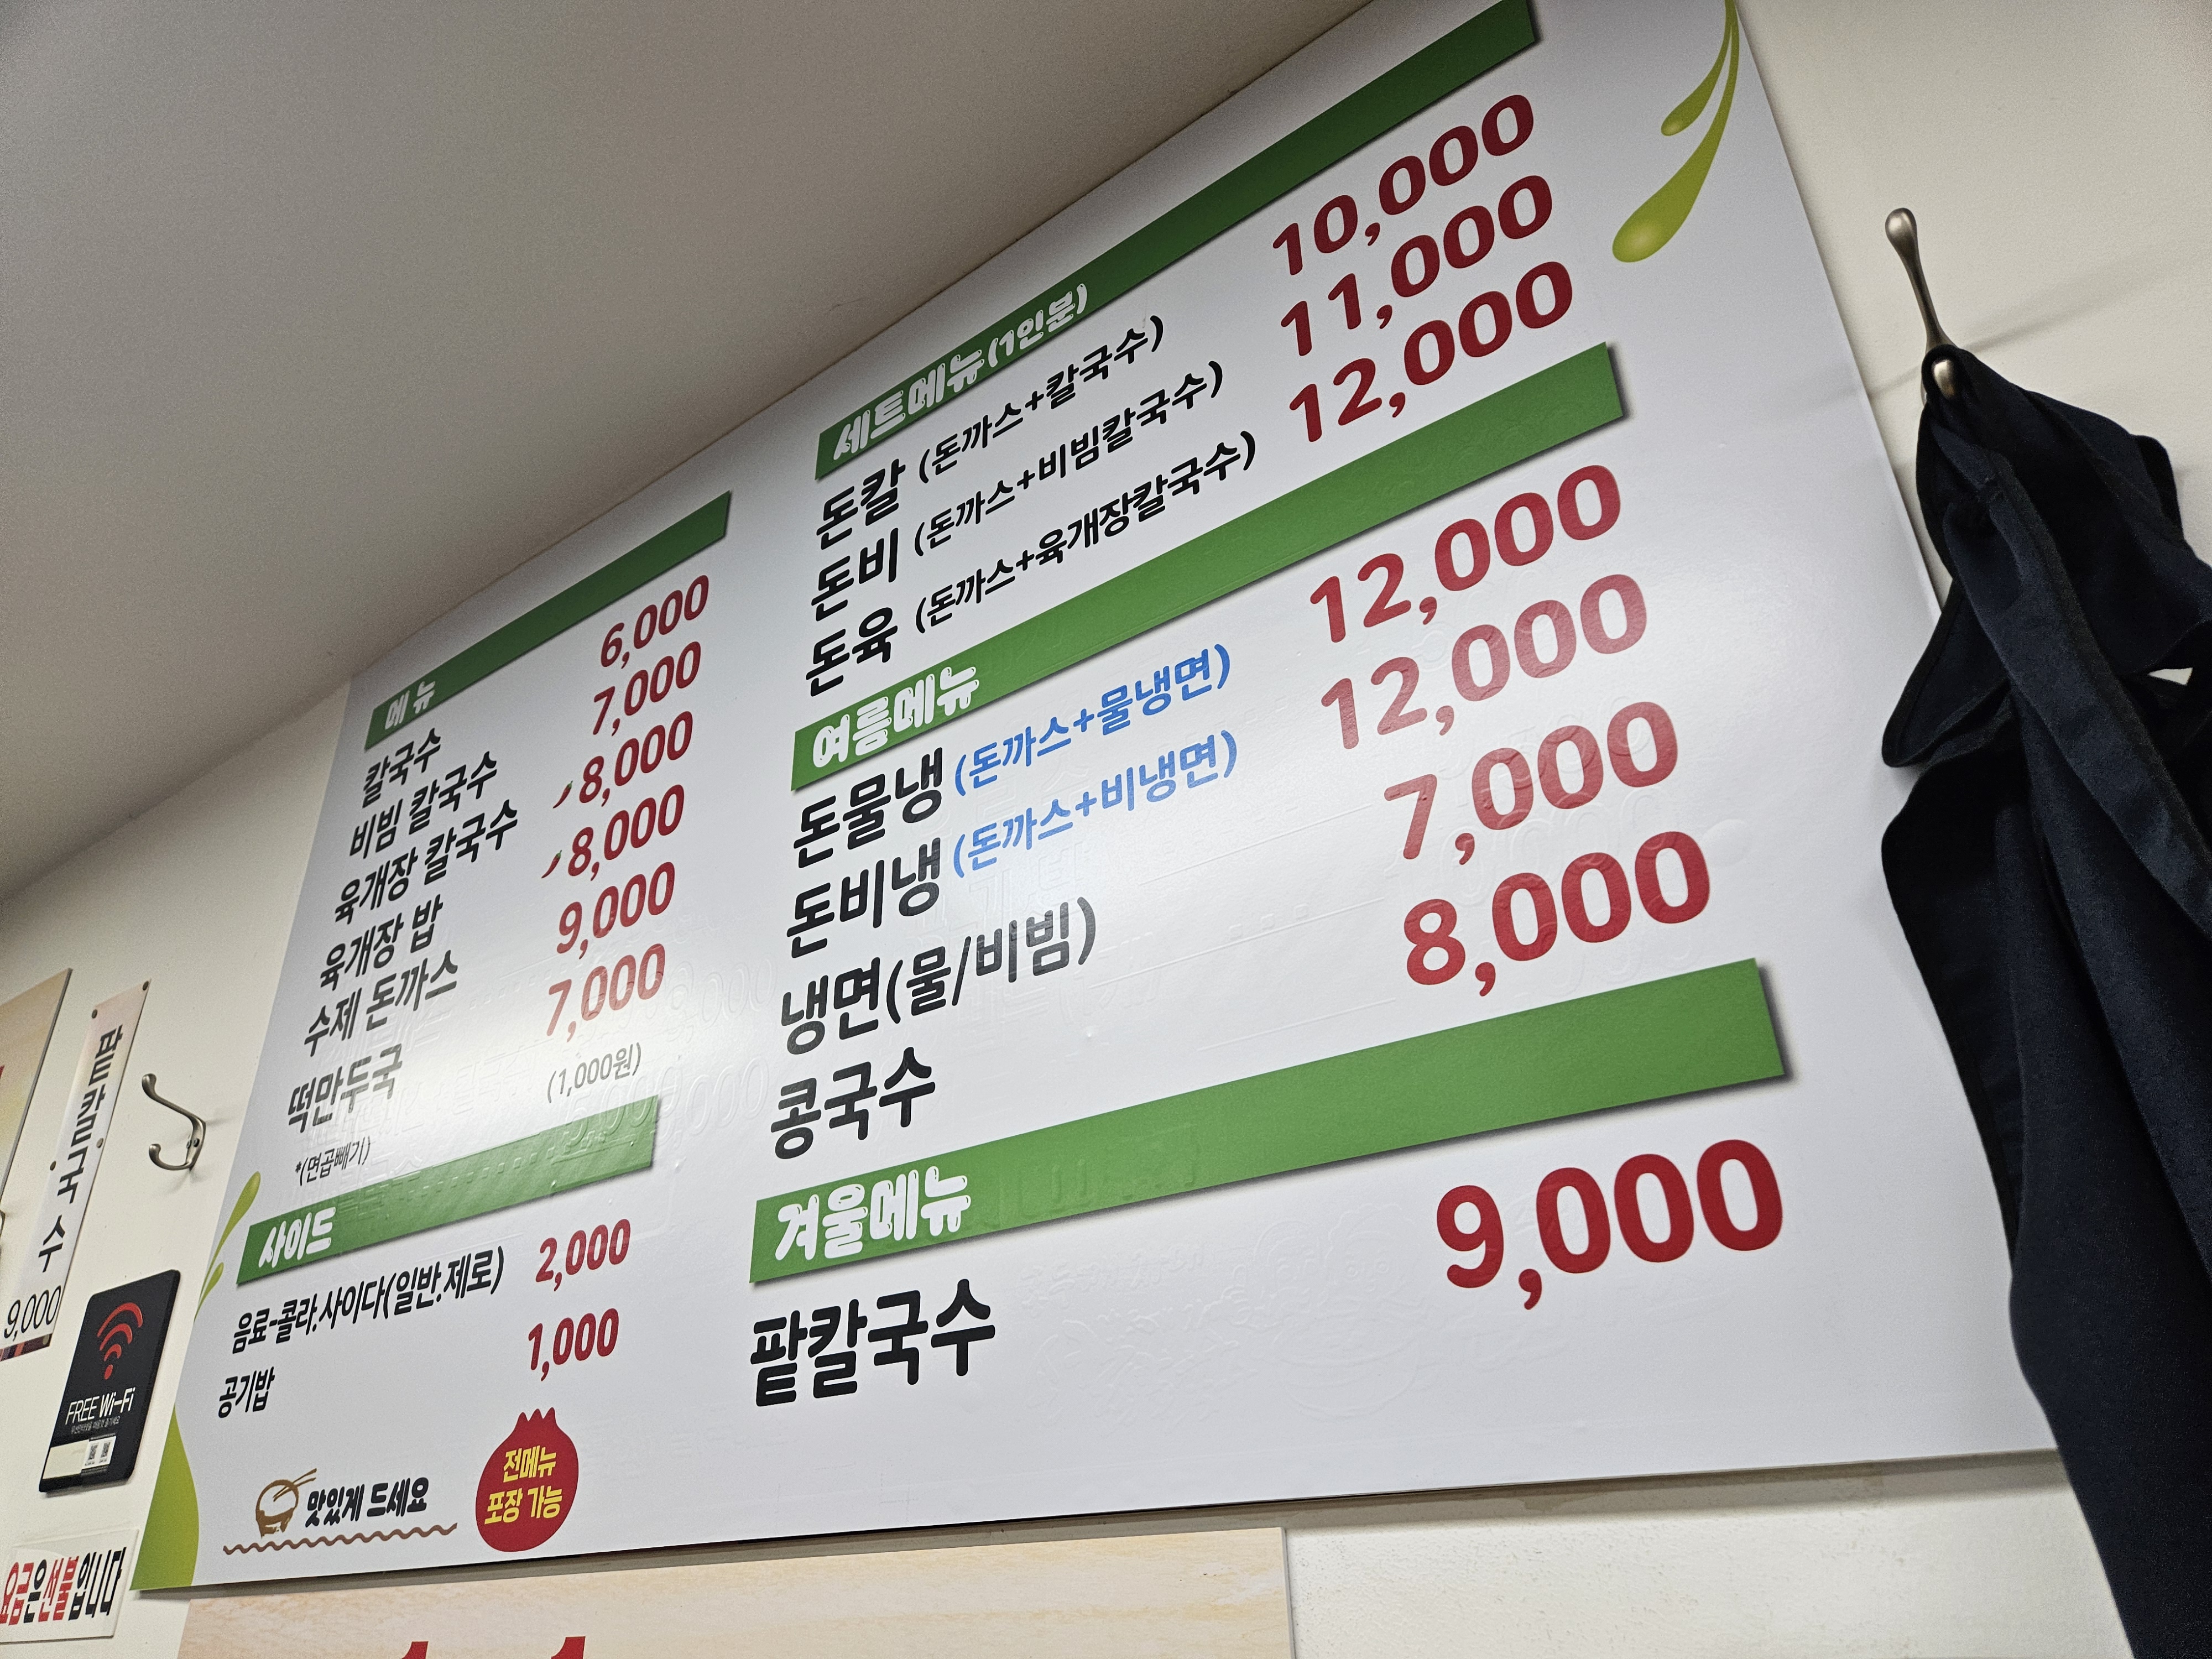 메뉴
칼국수 6,000
비빔 칼국수 7,000
육개장 칼국수 8,000
육개장 밥 8,000
수제 돈까스 9,000
떡만두국 7,000
*(면곱빼기) (1,000원)
사이드
음료-콜라.사이다(일반.제로) 2,000
공기밥 1,000
맛있게 드세요
전메뉴
포장 가능
세트메뉴(1인분)
돈칼 (돈까스+칼국수) 10,000
돈비 (돈까스+비빔칼국수) 11,000
돈육 (돈까스+육개장칼국수) 12,000
여름메뉴
돈물냉 (돈까스+물냉면) 12,000
돈비냉 (돈까스+비냉면) 12,000
냉면(물/비빔) 7,000
콩국수 8,000
겨울메뉴
팥칼국수 9,000
팥칼국수
9,000
FREE Wi-Fi
요금은 선불입니다